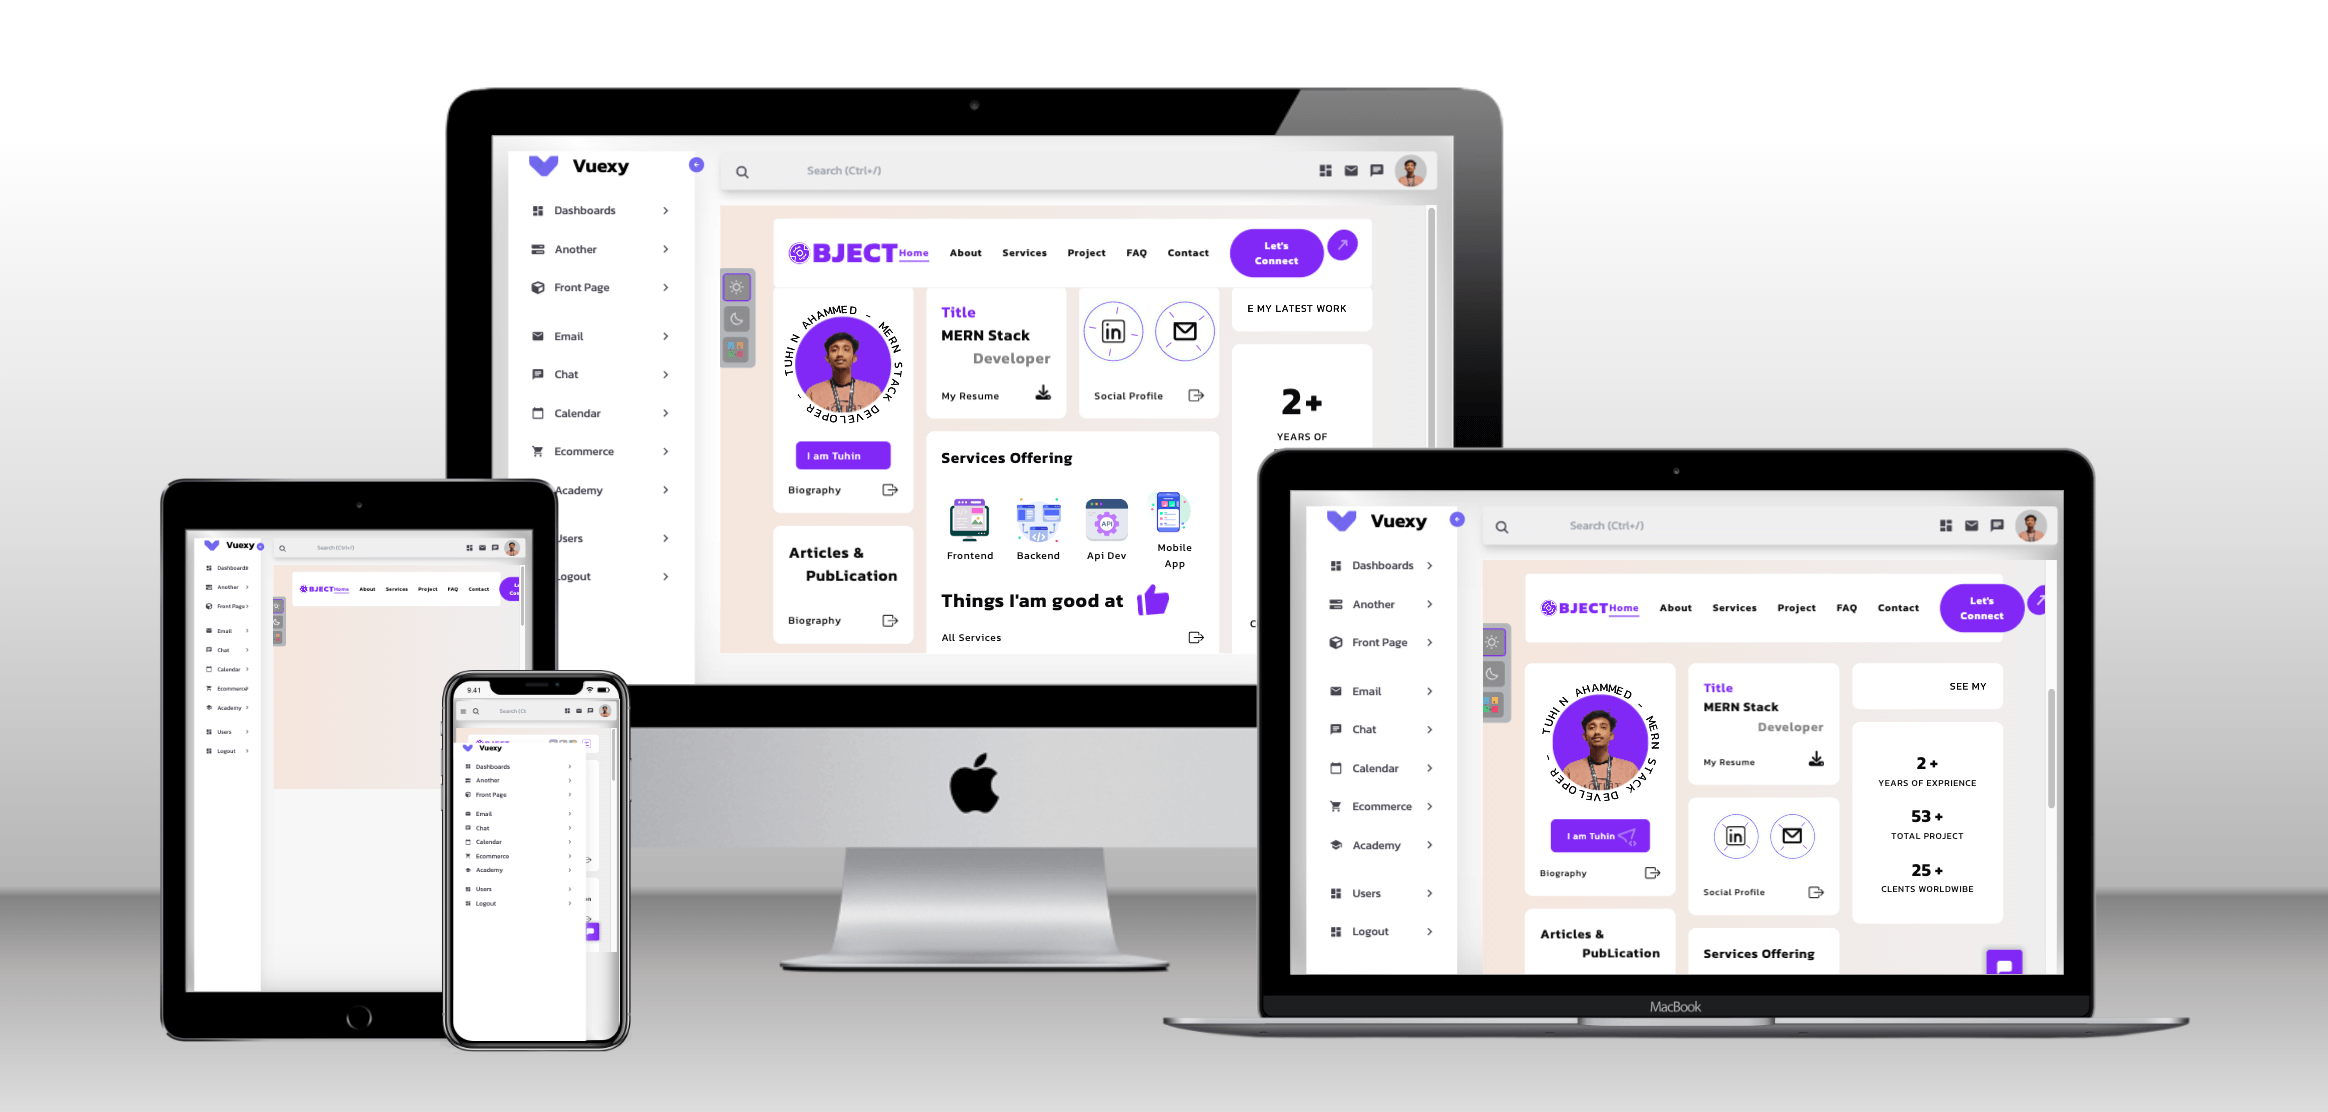 Vuexy
Dashboards
Another
Front Page
Email
Chat
Calendar
Ecommerce
Academy
Users
Logout
Search (Ctrl+/)
BJECT Home About Services Project FAQ Contact
Let's
Connect
TUHIN AHAMMED - MERN STACK DEVELOPER -
I am Tuhin
Biography
Articles &
PubLication
Biography
Title
MERN Stack
Developer
My Resume
Social Profile
E MY LATEST WORK
2+
YEARS OF
C
Services Offering
Frontend
Backend
Api Dev
Mobile
App
Things I'am good at
All Services
Vuexy
Dashboards
Another
Front Page
Email
Chat
Calendar
Ecommerce
Academy
Users
Logout
Search (Ctrl+/)
BJECT Home About Services Project FAQ Contact
Le
Con
9.41
Search (Ct
Vuexy
Dashboards
Another
Front Page
Email
Chat
Calendar
Ecommerce
Academy
Users
Logout
Vuexy
Dashboards
Another
Front Page
Email
Chat
Calendar
Ecommerce
Academy
Users
Logout
Search (Ctrl+/)
BJECT Home About Services Project FAQ Contact
Let's
Connect
TUHIN AHAMMED - MERN STACK DEVELOPER -
I am Tuhin
Biography
Articles &
PubLication
Title
MERN Stack
Developer
My Resume
Social Profile
Services Offering
SEE MY
2 +
YEARS OF EXPRIENCE
53 +
TOTAL PROJECT
25 +
CLENTS WORLDWIBE
MacBook